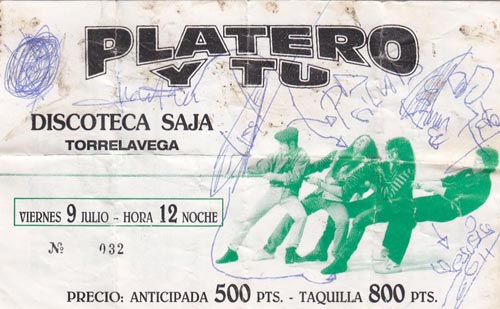 PLATERO
Y TU
DISCOTECA SAJA
TORRELAVEGA
VIERNES 9 JULIO - HORA 12 NOCHE
Nº 032
PRECIO: ANTICIPADA 500 PTS. - TAQUILLA 800 PTS.